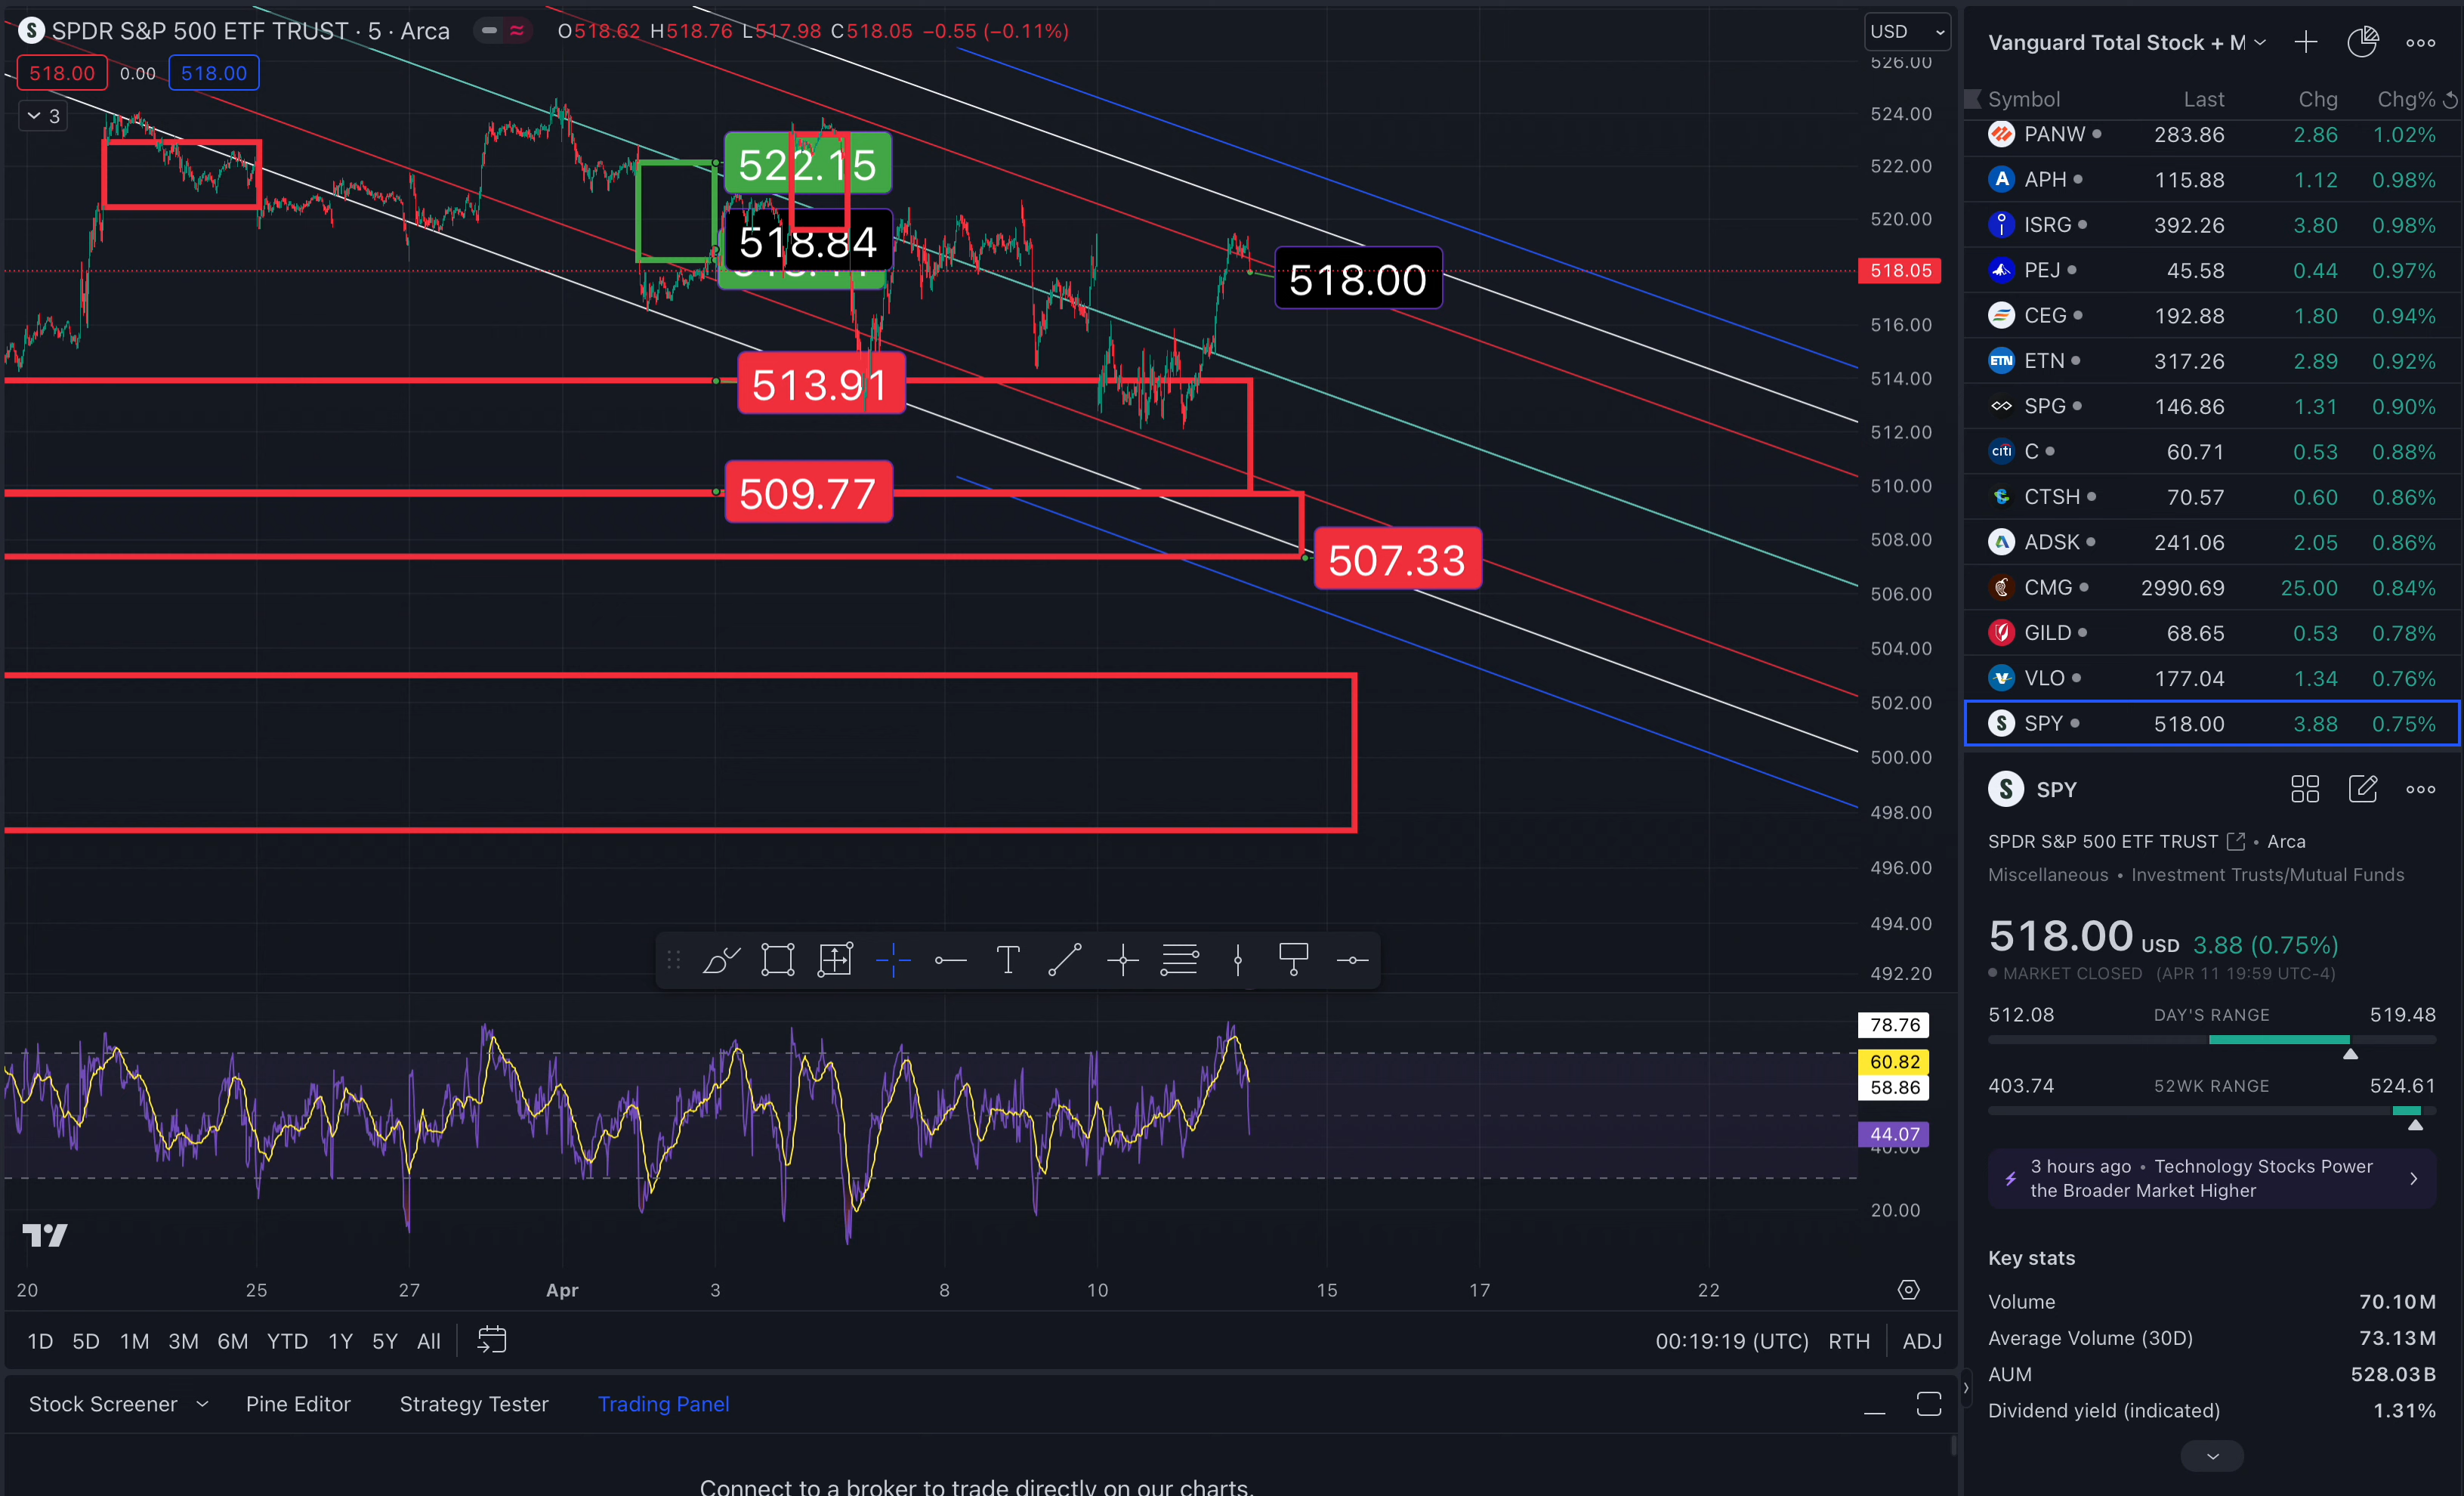 SPDR S&P 500 ETF TRUST · 5 · Arca O518.62 H518.76 L517.98 C518.05 −0.55 (−0.11%)
518.00 0.00 518.00
3
522.15
518.84
518.00
513.91
509.77
507.33
USD
526.00
524.00
522.00
520.00
518.05
516.00
514.00
512.00
510.00
508.00
506.00
504.00
502.00
500.00
498.00
496.00
494.00
492.20
78.76
60.82
58.86
44.07
40.00
20.00
20 25 27 Apr 3 8 10 15 17 22
1D 5D 1M 3M 6M YTD 1Y 5Y All 00:19:19 (UTC) RTH ADJ
Stock Screener Pine Editor Strategy Tester Trading Panel
Connect to a broker to trade directly on our charts.
Vanguard Total Stock + M
Symbol Last Chg Chg%
PANW 283.86 2.86 1.02%
A APH 115.88 1.12 0.98%
ISRG 392.26 3.80 0.98%
PEJ 45.58 0.44 0.97%
CEG 192.88 1.80 0.94%
ETN ETN 317.26 2.89 0.92%
SPG 146.86 1.31 0.90%
citi C 60.71 0.53 0.88%
CTSH 70.57 0.60 0.86%
ADSK 241.06 2.05 0.86%
CMG 2990.69 25.00 0.84%
GILD 68.65 0.53 0.78%
VLO 177.04 1.34 0.76%
S SPY 518.00 3.88 0.75%
S SPY
SPDR S&P 500 ETF TRUST • Arca
Miscellaneous • Investment Trusts/Mutual Funds
518.00 USD 3.88 (0.75%)
MARKET CLOSED (APR 11 19:59 UTC-4)
512.08 DAY'S RANGE 519.48
403.74 52WK RANGE 524.61
3 hours ago • Technology Stocks Power
the Broader Market Higher
Key stats
Volume 70.10M
Average Volume (30D) 73.13M
AUM 528.03B
Dividend yield (indicated) 1.31%